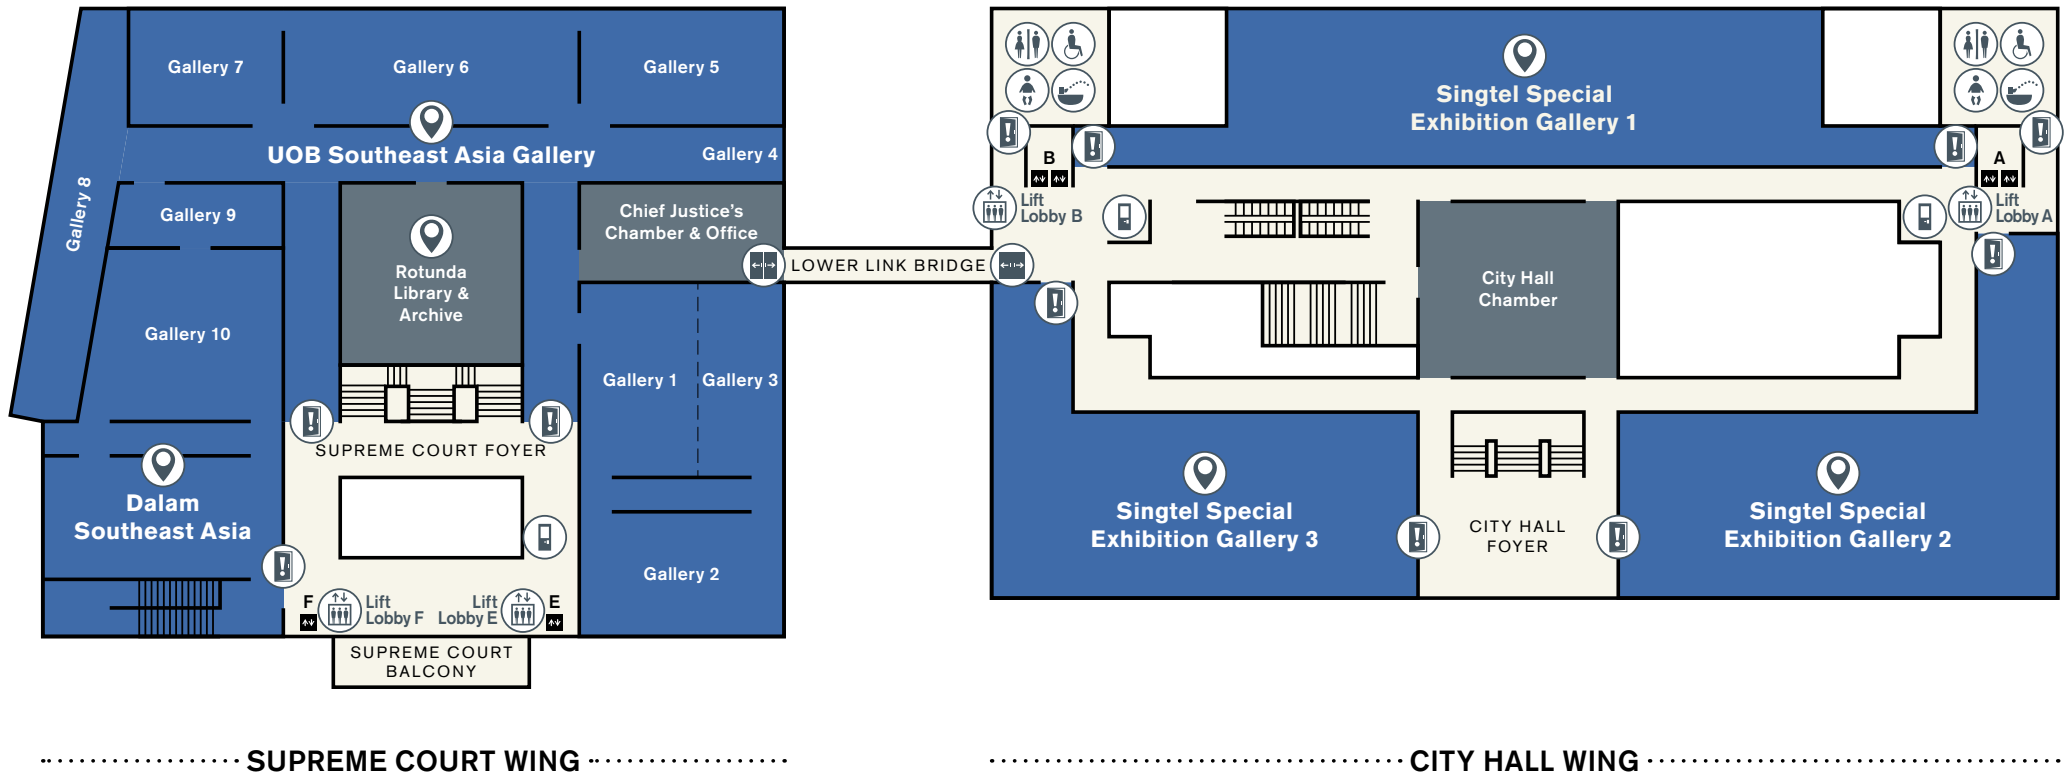 Gallery 7
Gallery 6
Gallery 5
UOB Southeast Asia Gallery
Gallery 4
Gallery 8
Gallery 9
Chief Justice's
Chamber & Office
Rotunda
Library &
Archive
Gallery 10
Gallery 1
Gallery 3
SUPREME COURT FOYER
Dalam
Southeast Asia
Gallery 2
F
Lift
Lobby F
Lift
Lobby E
E
SUPREME COURT
BALCONY
LOWER LINK BRIDGE
Singtel Special
Exhibition Gallery 1
B
Lift
Lobby B
A
Lift
Lobby A
City Hall
Chamber
Singtel Special
Exhibition Gallery 3
CITY HALL
FOYER
Singtel Special
Exhibition Gallery 2
SUPREME COURT WING
CITY HALL WING